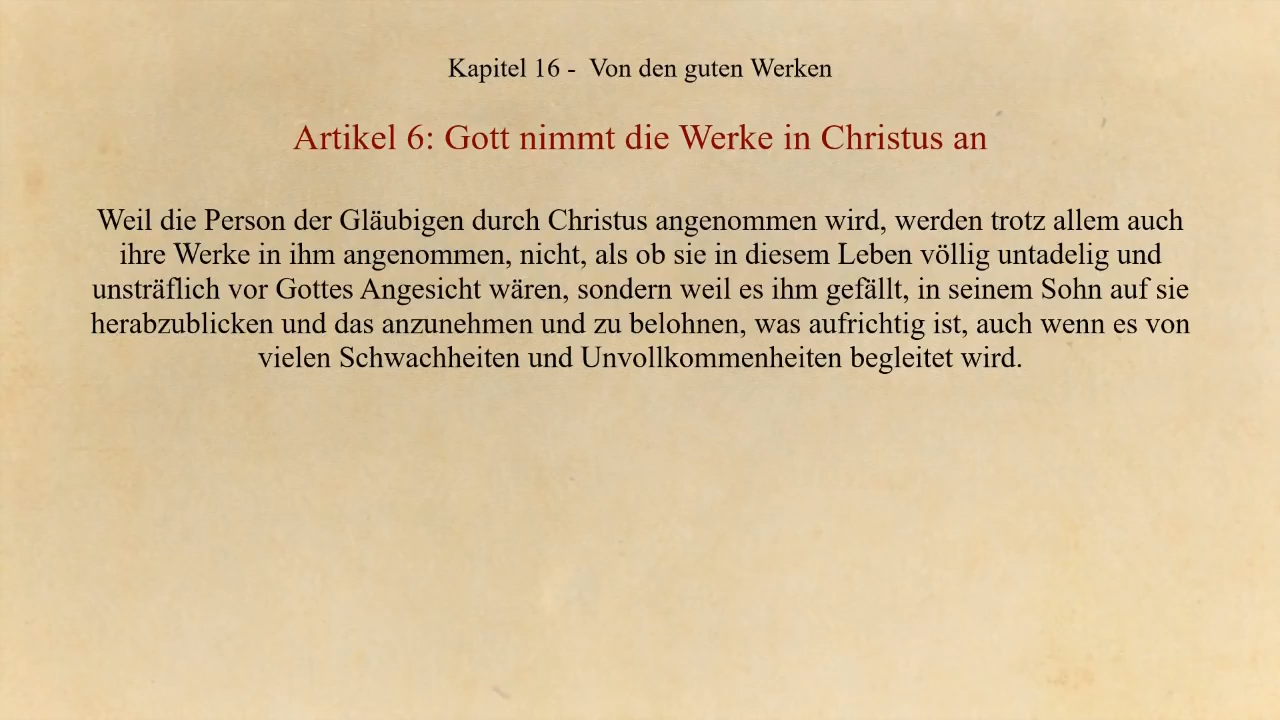 Kapitel 16 -  Von den guten Werken
Artikel 6: Gott nimmt die Werke in Christus an
Weil die Person der Gläubigen durch Christus angenommen wird, werden trotz allem auch
ihre Werke in ihm angenommen, nicht, als ob sie in diesem Leben völlig untadelig und
unsträflich vor Gottes Angesicht wären, sondern weil es ihm gefällt, in seinem Sohn auf sie
herabzublicken und das anzunehmen und zu belohnen, was aufrichtig ist, auch wenn es von
vielen Schwachheiten und Unvollkommenheiten begleitet wird.